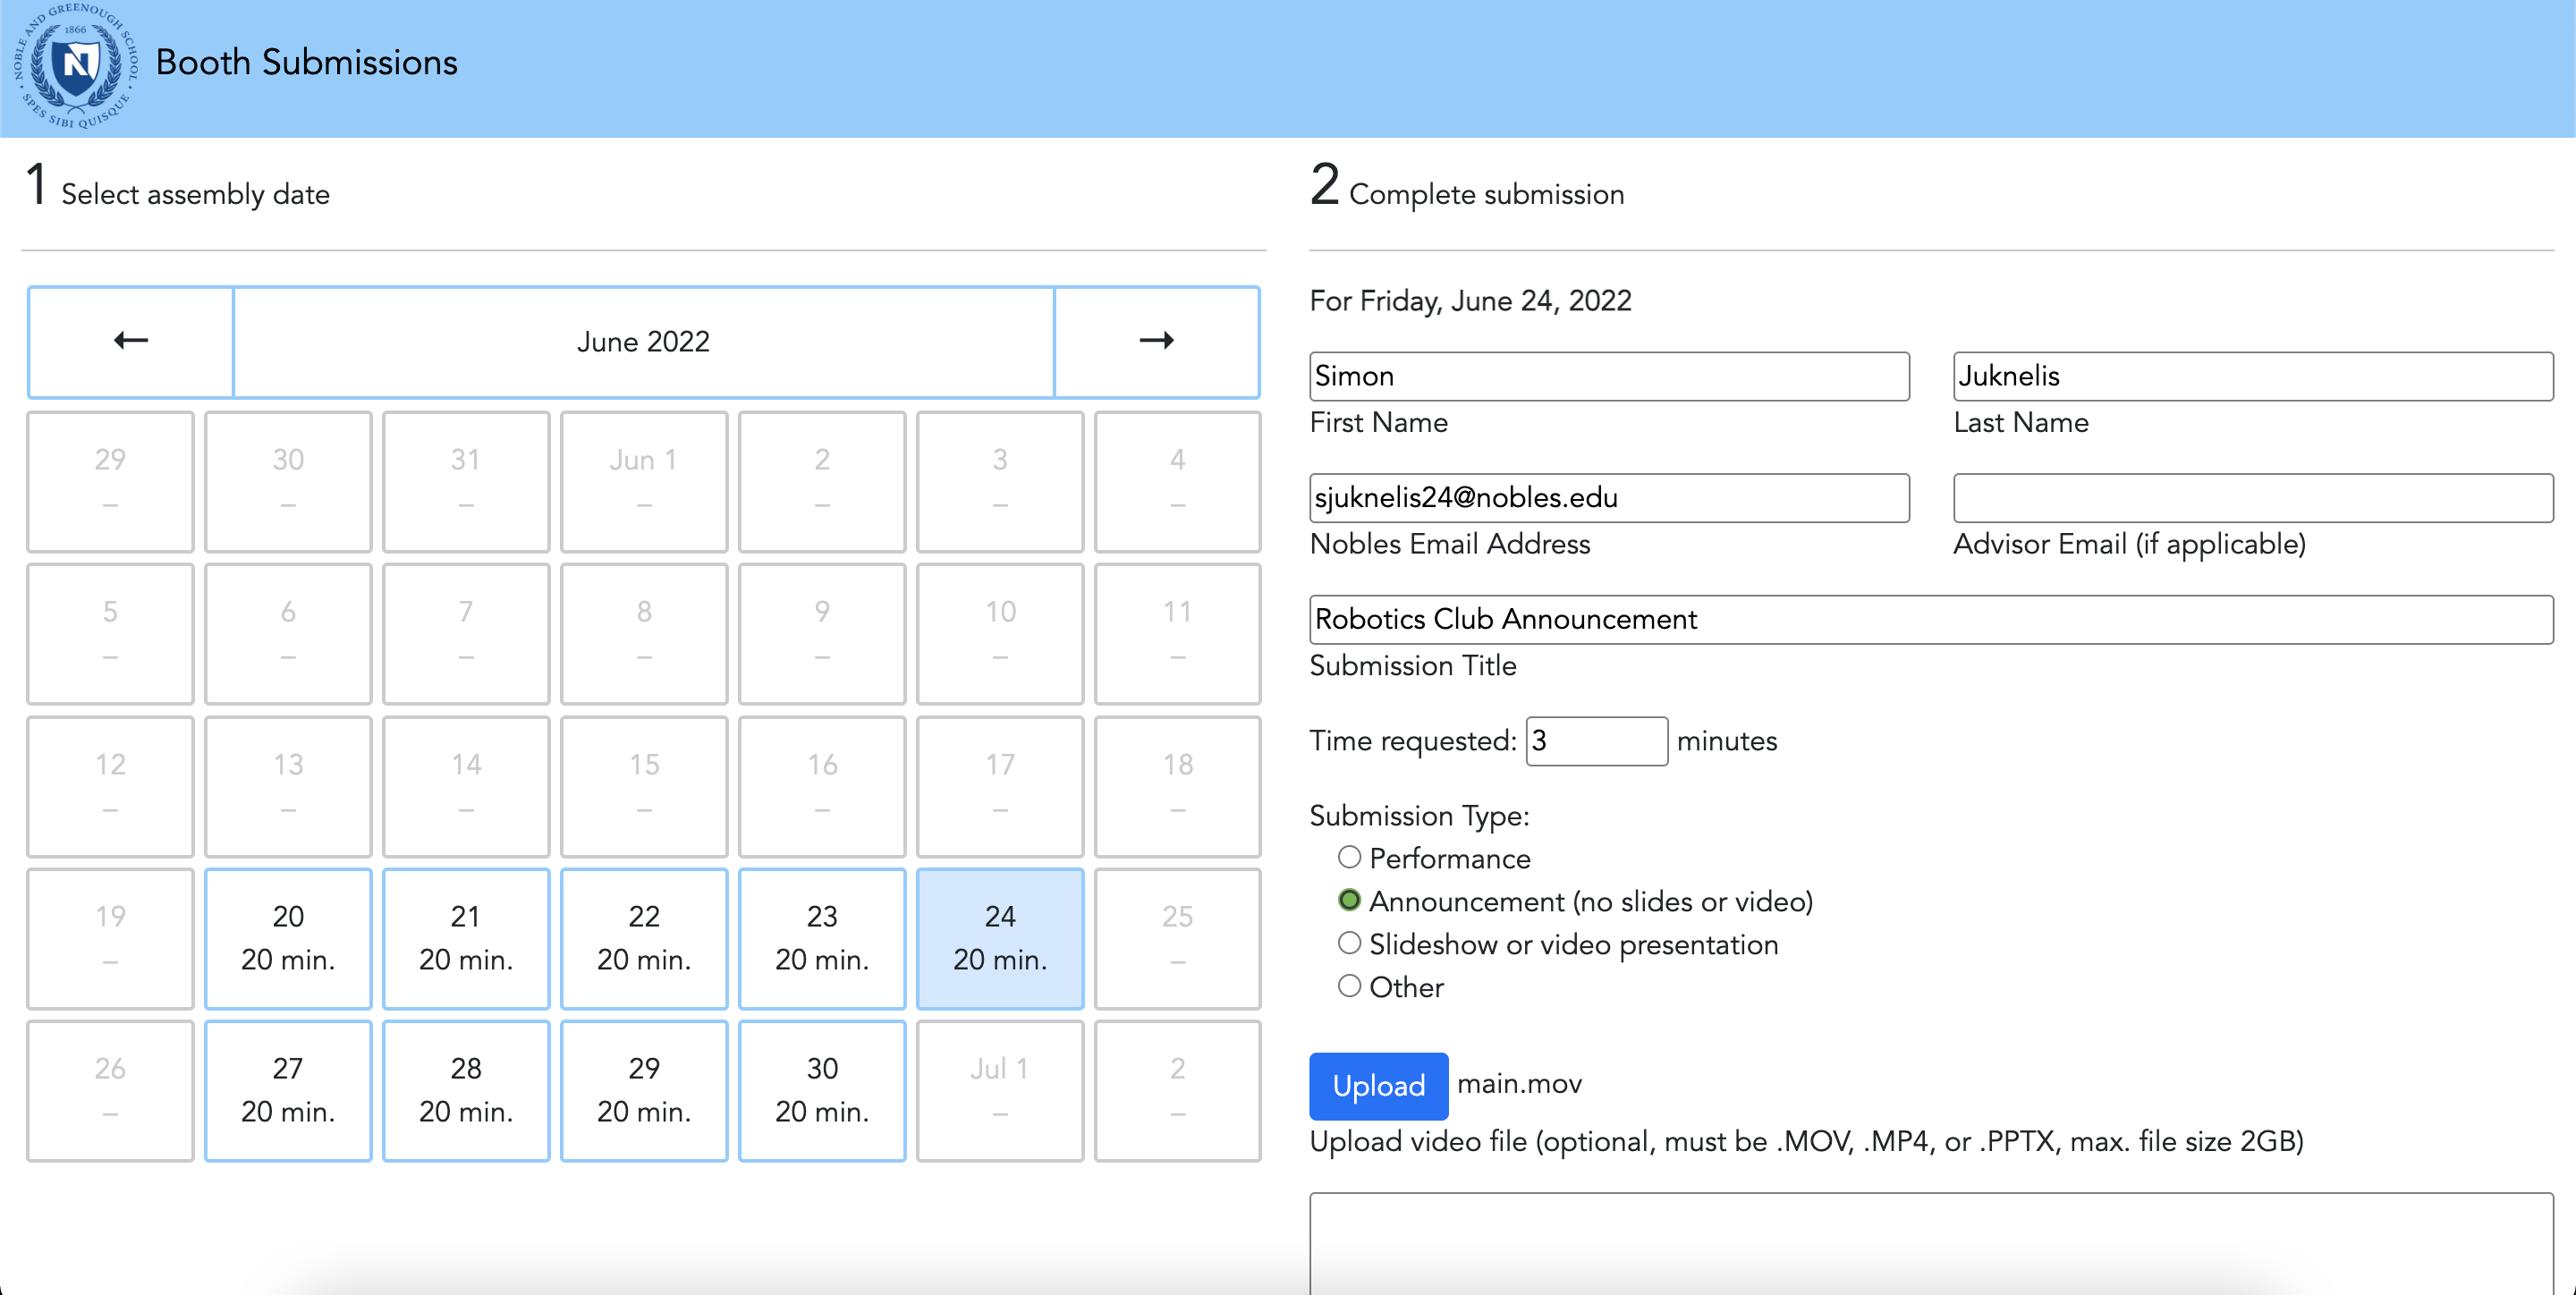 NOBLE AND GREENOUGH SCHOOL
1866
N
SPES SIBI QUISQUE
Booth Submissions
1 Select assembly date
← June 2022 →
29 30 31 Jun 1 2 3 4
– – – – – – –
5 6 7 8 9 10 11
– – – – – – –
12 13 14 15 16 17 18
– – – – – – –
19 20 21 22 23 24 25
– 20 min. 20 min. 20 min. 20 min. 20 min. –
26 27 28 29 30 Jul 1 2
– 20 min. 20 min. 20 min. 20 min. – –
2 Complete submission
For Friday, June 24, 2022
Simon Juknelis
First Name Last Name
sjuknelis24@nobles.edu
Nobles Email Address Advisor Email (if applicable)
Robotics Club Announcement
Submission Title
Time requested: 3 minutes
Submission Type:
Performance
Announcement (no slides or video)
Slideshow or video presentation
Other
Upload main.mov
Upload video file (optional, must be .MOV, .MP4, or .PPTX, max. file size 2GB)